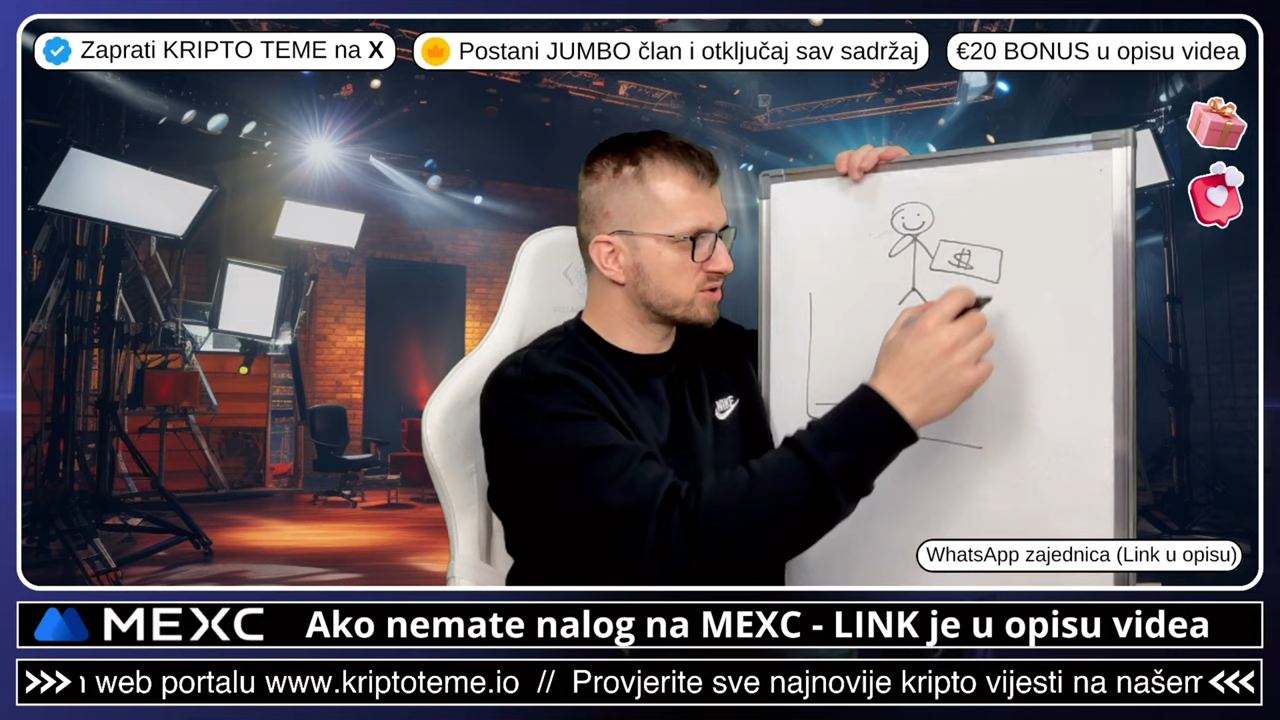 Zaprati KRIPTO TEME na X
Postani JUMBO član i otključaj sav sadržaj
€20 BONUS u opisu videa
$
NIKE
WhatsApp zajednica (Link u opisu)
MEXC Ako nemate nalog na MEXC - LINK je u opisu videa
web portalu www.kriptoteme.io // Provjerite sve najnovije kripto vijesti na